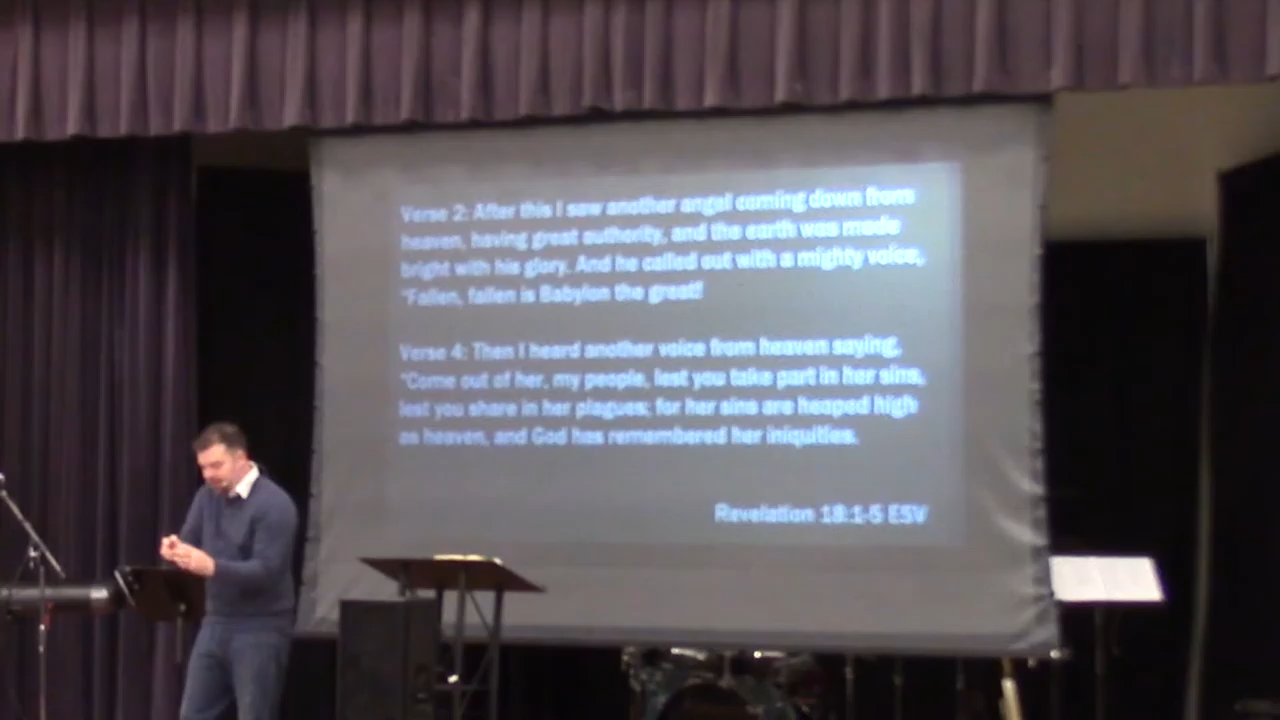 Verse 2: After this I saw another angel coming down from
heaven, having great authority, and the earth was made
bright with his glory. And he called out with a mighty voice,
"Fallen, fallen is Babylon the great!
Verse 4: Then I heard another voice from heaven saying,
"Come out of her, my people, lest you take part in her sins,
lest you share in her plagues; for her sins are heaped high
as heaven, and God has remembered her iniquities.
Revelation 18:1-5 ESV